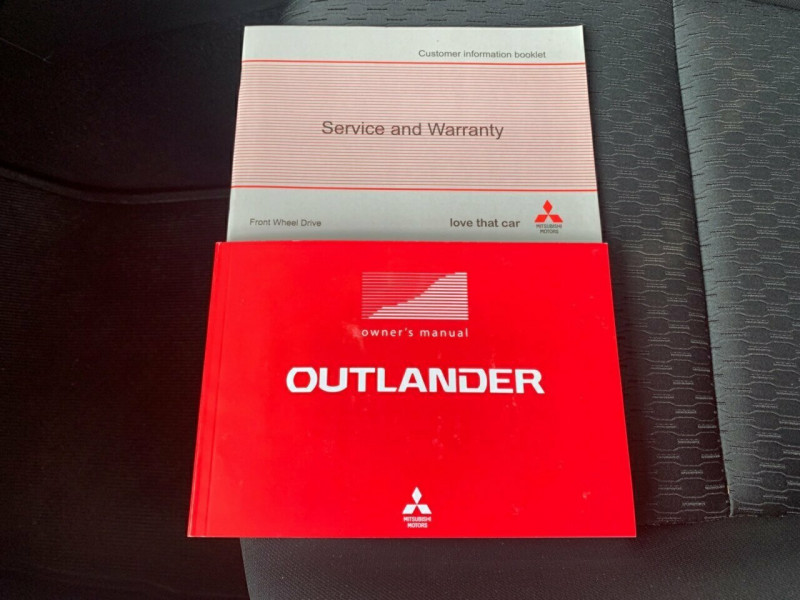 Customer information booklet
Service and Warranty
Front Wheel Drive
love that car
MITSUBISHI
MOTORS
owner's manual
OUTLANDER
MITSUBISHI
MOTORS